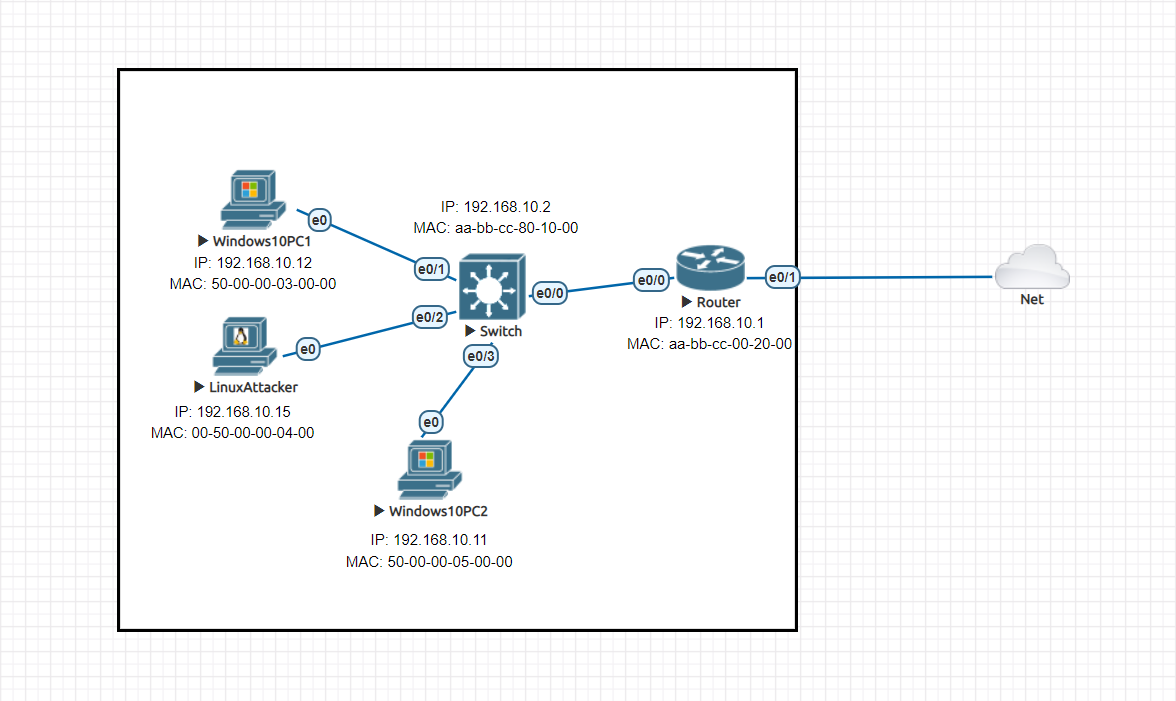 e0
Windows10PC1
IP: 192.168.10.12
MAC: 50-00-00-03-00-00
IP: 192.168.10.2
MAC: aa-bb-cc-80-10-00
e0/1
e0/2
e0/0
Switch
e0/3
e0/0
Router
IP: 192.168.10.1
MAC: aa-bb-cc-00-20-00
e0/1
Net
e0
LinuxAttacker
IP: 192.168.10.15
MAC: 00-50-00-00-04-00
e0
Windows10PC2
IP: 192.168.10.11
MAC: 50-00-00-05-00-00